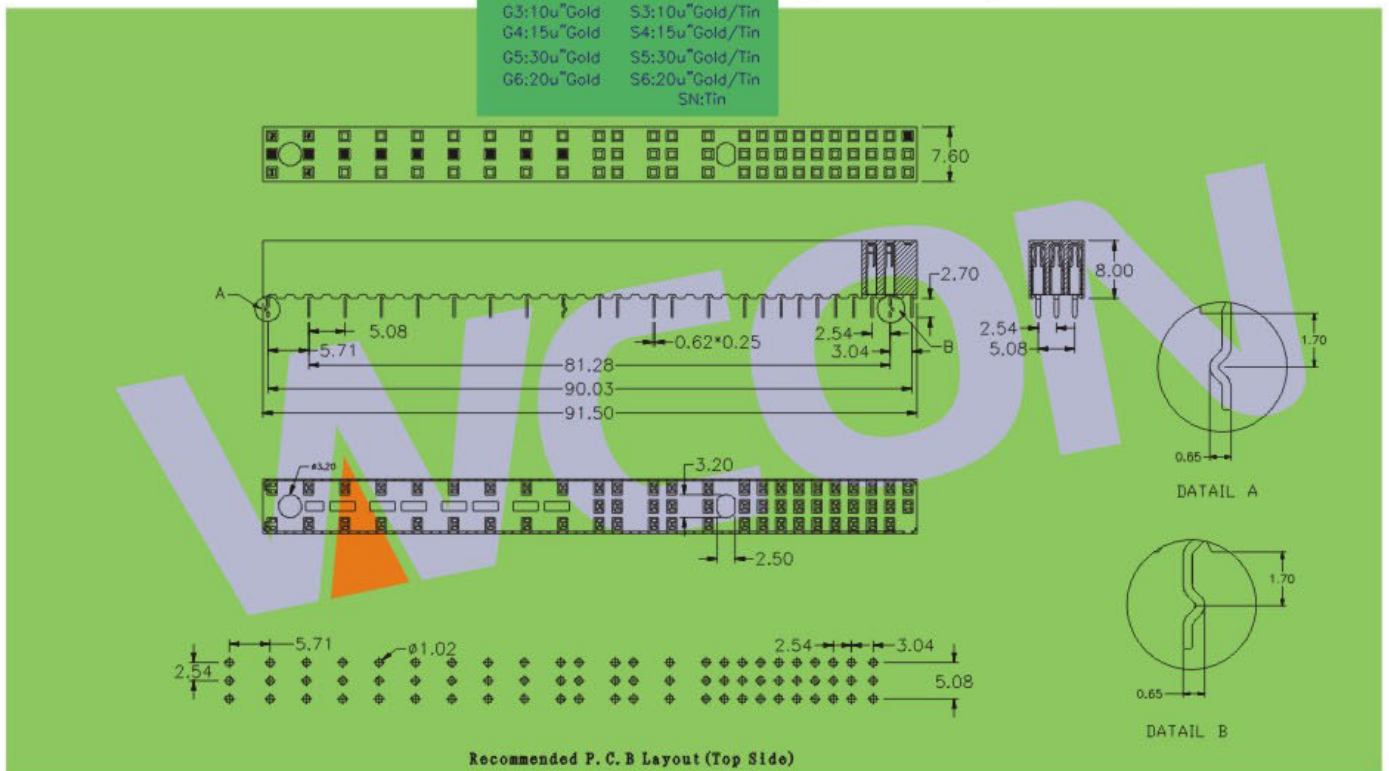 G3:10u"Gold S3:10u"Gold/Tin
G4:15u"Gold S4:15u"Gold/Tin
G5:30u"Gold S5:30u"Gold/Tin
G6:20u"Gold S6:20u"Gold/Tin
SN:Tin
7.60
A
5.08
5.71
0.62*0.25
81.28
90.03
91.50
2.70
2.54
3.04
B
8.00
2.54
5.08
1.70
0.65
DATAIL A
WCON
ø3.20
3.20
2.50
1.70
0.65
DATAIL B
5.71
2.54
ø1.02
2.54
3.04
5.08
Recommended P.C.B Layout(Top Side)